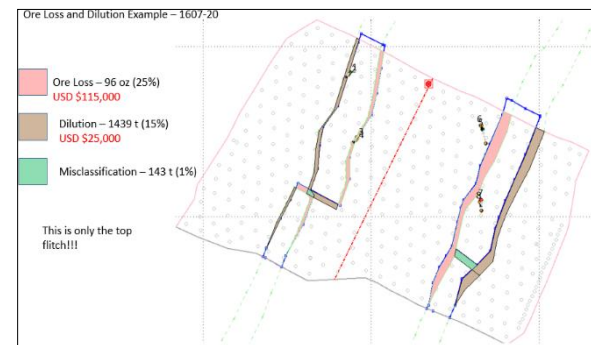 Ore Loss and Dilution Example – 1607-20
Ore Loss – 96 oz (25%)
USD $115,000
Dilution – 1439 t (15%)
USD $25,000
Misclassification – 143 t (1%)
This is only the top
flitch!!!